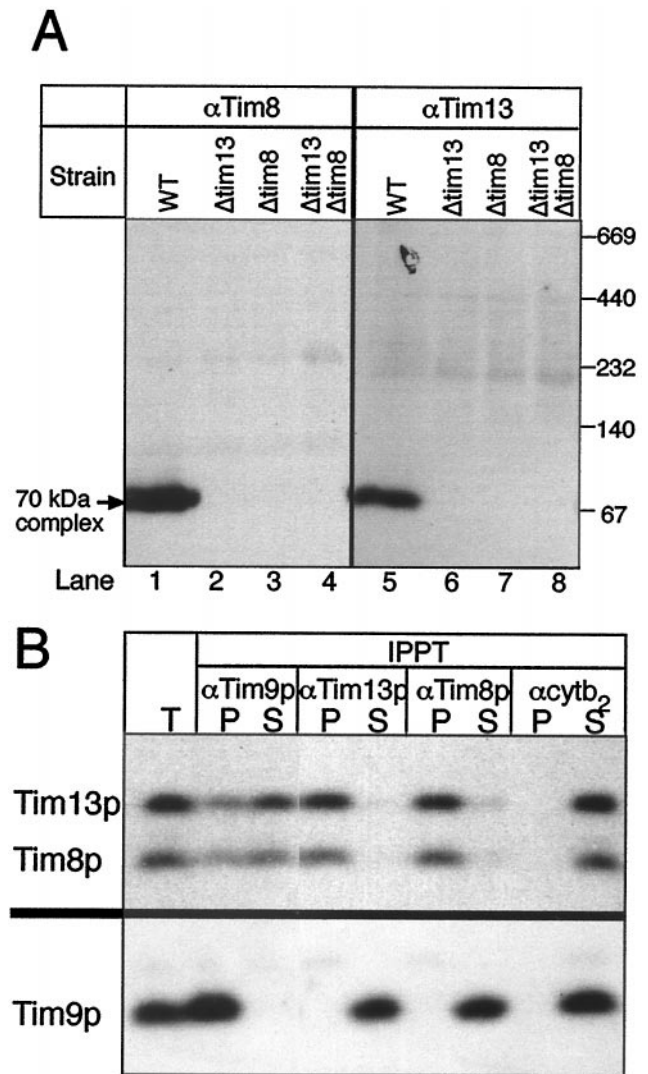 A
αTim8 αTim13
Strain WT Δtim13 Δtim8 Δtim13 Δtim8 WT Δtim13 Δtim8 Δtim13 Δtim8
669
440
232
140
70 kDa complex
67
Lane 1 2 3 4 5 6 7 8
B
IPPT
αTim9p αTim13p αTim8p αcytb2
T P S P S P S P S
Tim13p
Tim8p
Tim9p